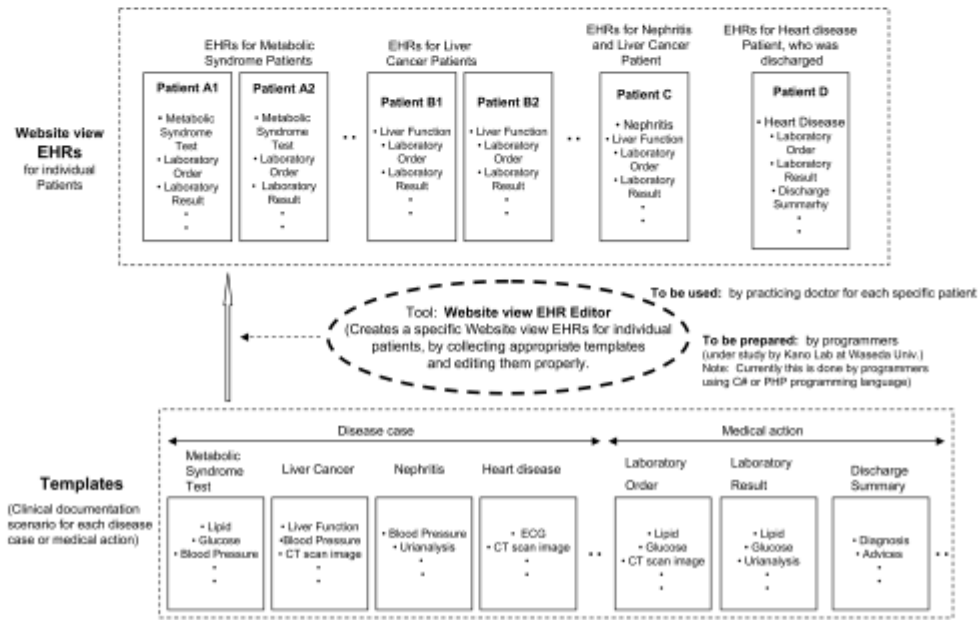 EHRs for Metabolic
Syndrome Patients
EHRs for Liver
Cancer Patients
EHRs for Nephritis
and Liver Cancer
Patient
EHRs for Heart disease
Patient, who was
discharged
Website view
EHRs
for individual
Patients
Patient A1
• Metabolic
Syndrome
Test
• Laboratory
Order
• Laboratory
Result
•
•
Patient A2
• Metabolic
Syndrome
Test
• Laboratory
Order
• Laboratory
Result
•
•
• •
Patient B1
• Liver Function
• Laboratory
Order
• Laboratory
Result
•
•
Patient B2
• Liver Function
• Laboratory
Order
• Laboratory
Result
•
•
• •
Patient C
• Nephritis
• Liver Function
• Laboratory
Order
• Laboratory
Result
•
•
Patient D
• Heart Disease
• Laboratory
Order
• Laboratory
Result
• Discharge
Summarhy
•
•
Tool: Website view EHR Editor
(Creates a specific Website view EHRs for individual
patients, by collecting appropriate templates
and editing them properly.
To be used: by practicing doctor for each specific patient
To be prepared: by programmers
(under study by Kano Lab at Waseda Univ.)
Note: Currently this is done by programmers
using C# or PHP programming language)
Templates
(Clinical documentation
scenario for each disease
case or medical action)
Disease case
Medical action
Metabolic
Syndrome
Test
• Lipid
• Glucose
• Blood Pressure
•
•
Liver Cancer
• Liver Function
•Blood Pressure
• CT scan image
•
•
Nephritis
• Blood Pressure
• Urianalysis
•
•
Heart disease
• ECG
• CT scan image
•
•
• •
Laboratory
Order
• Lipid
• Glucose
• CT scan image
•
•
Laboratory
Result
• Lipid
• Glucose
• Urianalysis
•
•
Discharge
Summary
• Diagnosis
• Advices
•
•
• •